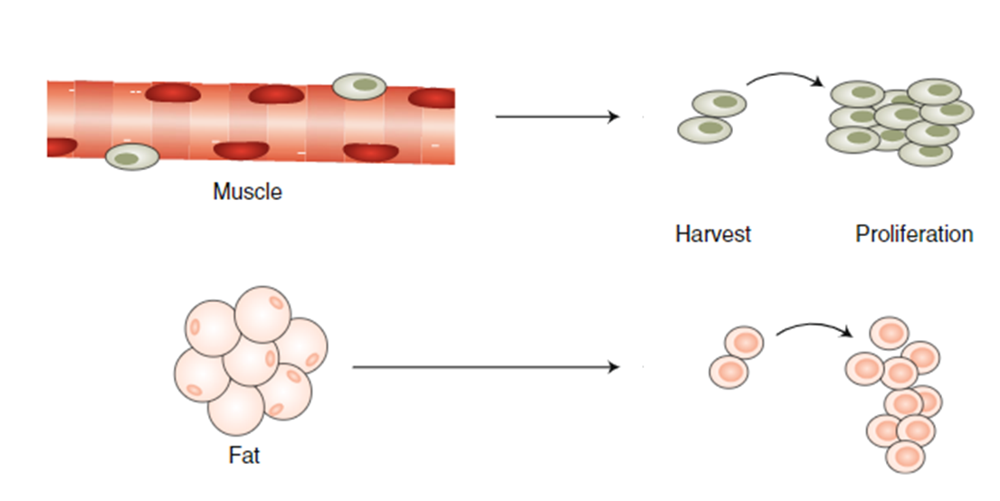 Muscle
Harvest
Proliferation
Fat